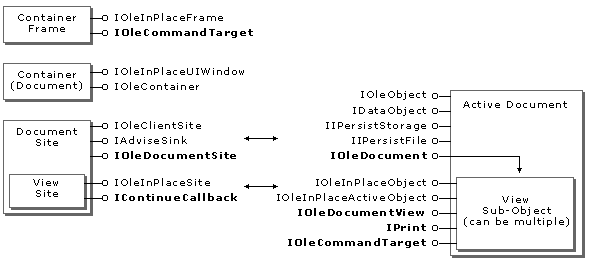 Container
Frame
IOleInPlaceFrame
IOleCommandTarget
Container
(Document)
IOleInPlaceUIWindow
IOleContainer
Document
Site
IOleClientSite
IAdviseSink
IOleDocumentSite
View
Site
IOleInPlaceSite
IContinueCallback
IOleObject
IDataObject
IIPersistStorage
IIPersistFile
IOleDocument
Active Document
IOleInPlaceObject
IOleInPlaceActiveObject
IOleDocumentView
IPrint
IOleCommandTarget
View
Sub-Object
(can be multiple)